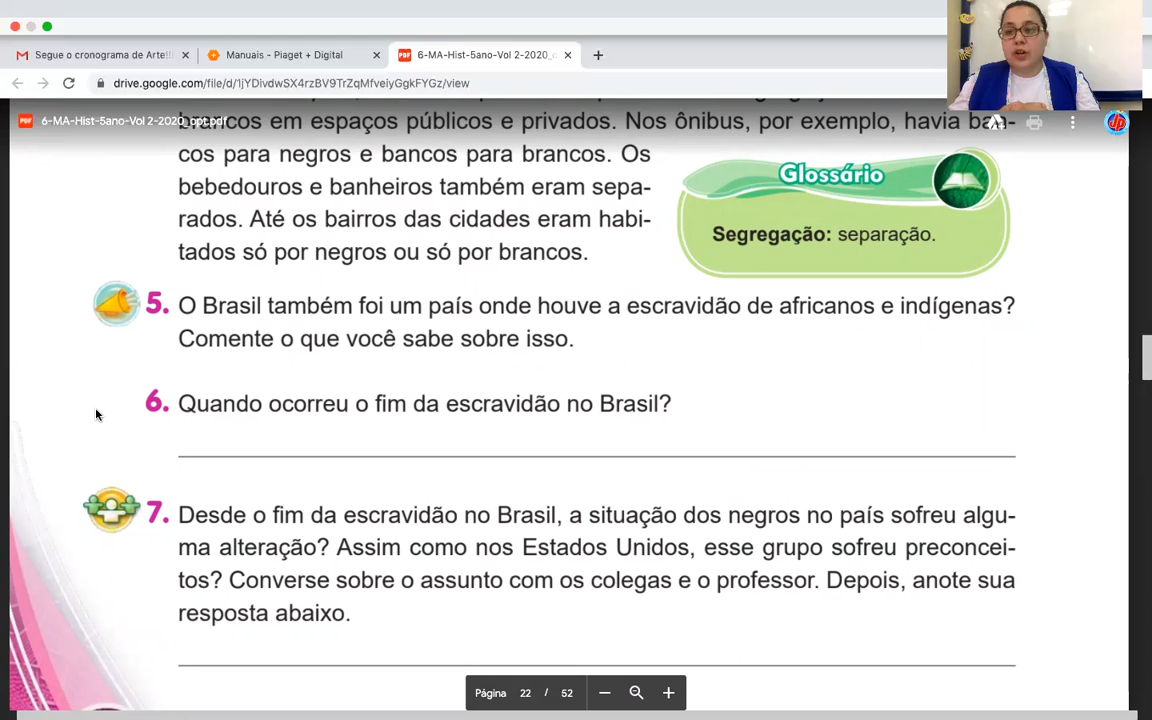 Segue o cronograma de Arte
Manuais - Piaget + Digital
6-MA-Hist-5ano-Vol 2-2020_
drive.google.com/file/d/1jYDivdwSX4rzBV9TrZqMfveiyGgkFYGz/view
6-MA-Hist-5ano-Vol 2-2020_ppt.pdf
em espaços públicos e privados. Nos ônibus, por exemplo, havia ban-
cos para negros e bancos para brancos. Os
bebedouros e banheiros também eram sepa-
rados. Até os bairros das cidades eram habi-
tados só por negros ou só por brancos.
Glossário
Segregação: separação.
5. O Brasil também foi um país onde houve a escravidão de africanos e indígenas?
Comente o que você sabe sobre isso.
6. Quando ocorreu o fim da escravidão no Brasil?
7. Desde o fim da escravidão no Brasil, a situação dos negros no país sofreu algu-
ma alteração? Assim como nos Estados Unidos, esse grupo sofreu preconcei-
tos? Converse sobre o assunto com os colegas e o professor. Depois, anote sua
resposta abaixo.
Página 22 / 52